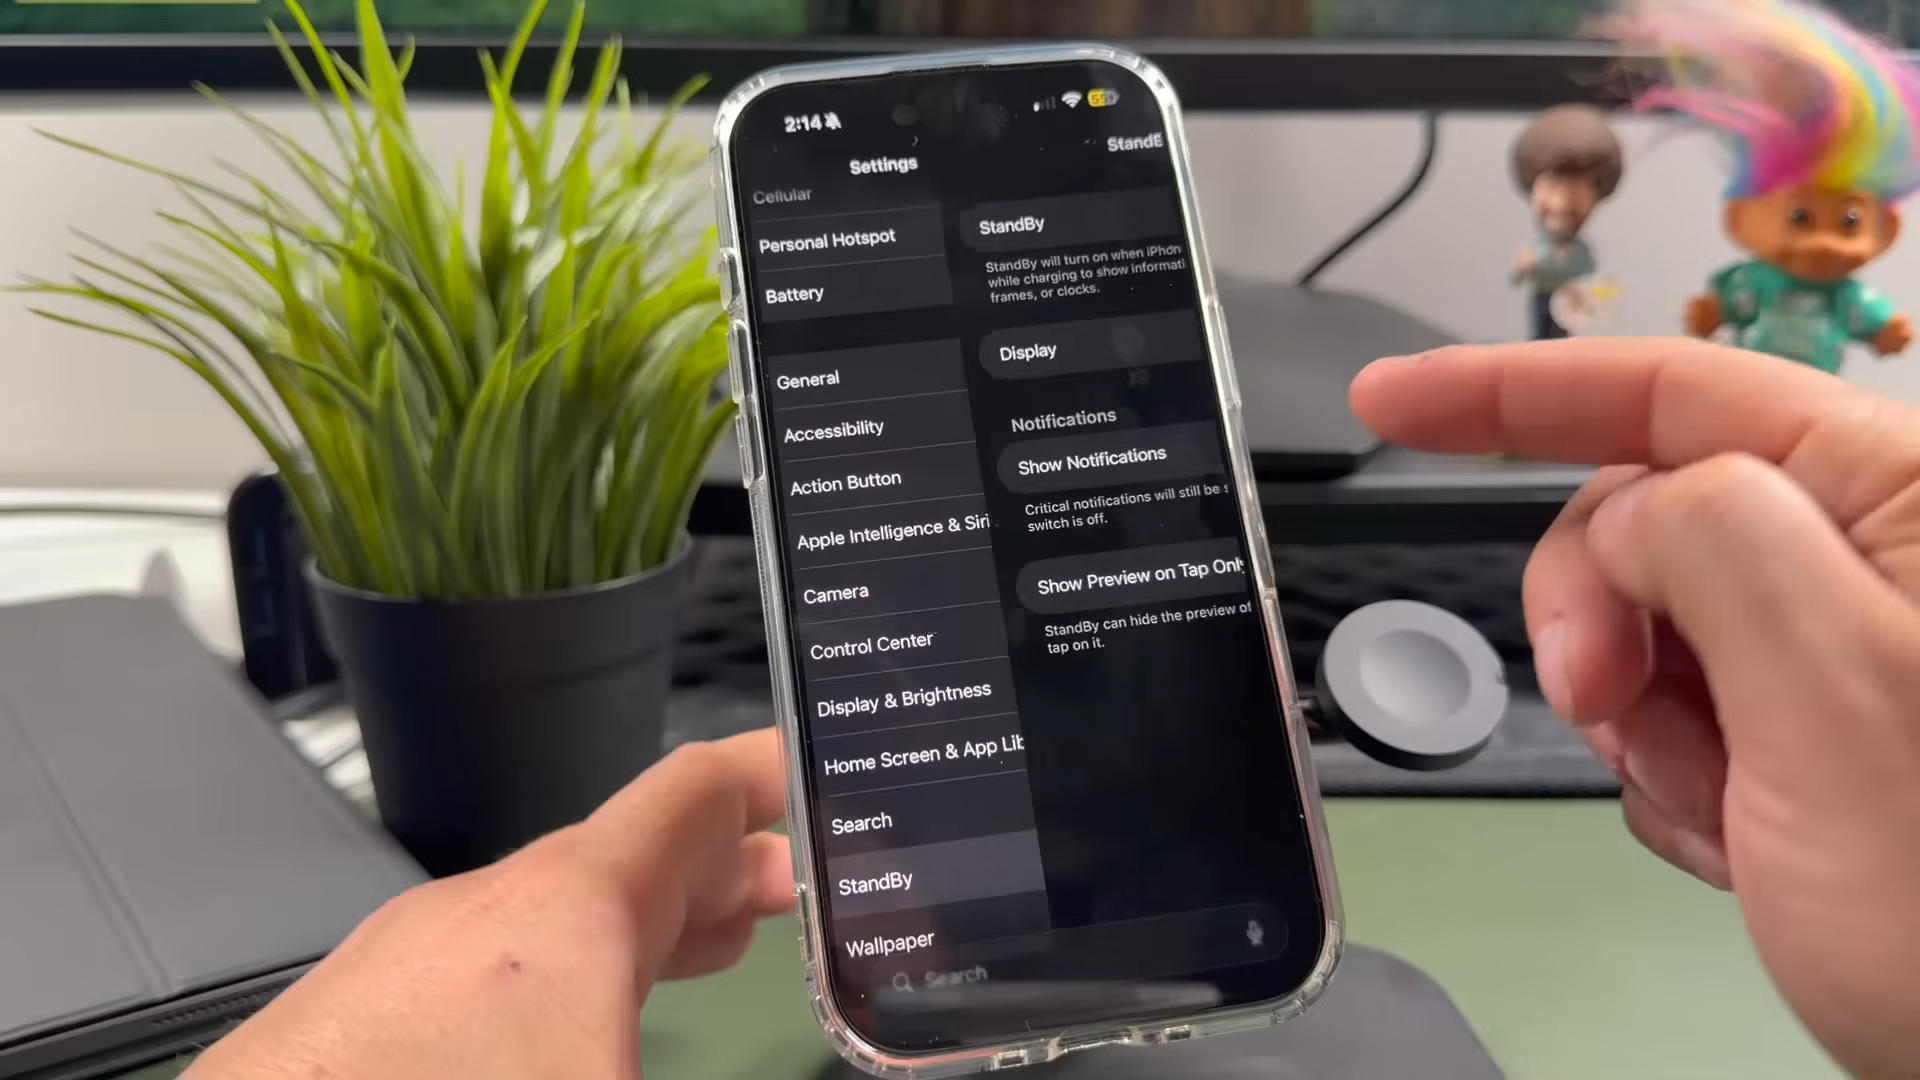 2:14
Settings
Cellular
Personal Hotspot
Battery
General
Accessibility
Action Button
Apple Intelligence & Siri
Camera
Control Center
Display & Brightness
Home Screen & App Lib
Search
StandBy
Wallpaper
Search
StandB
StandBy
StandBy will turn on when iPhon
while charging to show informati
frames, or clocks.
Display
Notifications
Show Notifications
Critical notifications will still be s
switch is off.
Show Preview on Tap Only
StandBy can hide the preview of
tap on it.